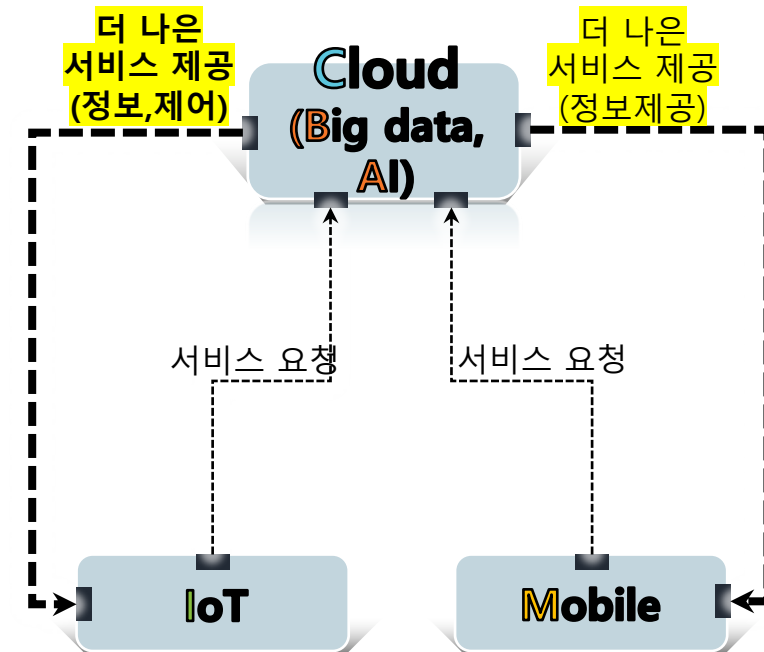 더 나은
서비스 제공
(정보,제어)
Cloud
(Big data,
AI)
더 나은
서비스 제공
(정보제공)
서비스 요청
서비스 요청
IoT
Mobile